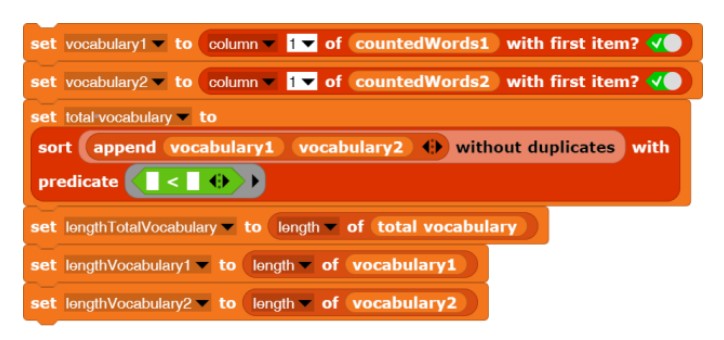 set vocabulary1 to column 1 of countedWords1 with first item?
set vocabulary2 to column 1 of countedWords2 with first item?
set total vocabulary to
sort append vocabulary1 vocabulary2 without duplicates with
predicate <
set lengthTotalVocabulary to length of total vocabulary
set lengthVocabulary1 to length of vocabulary1
set lengthVocabulary2 to length of vocabulary2